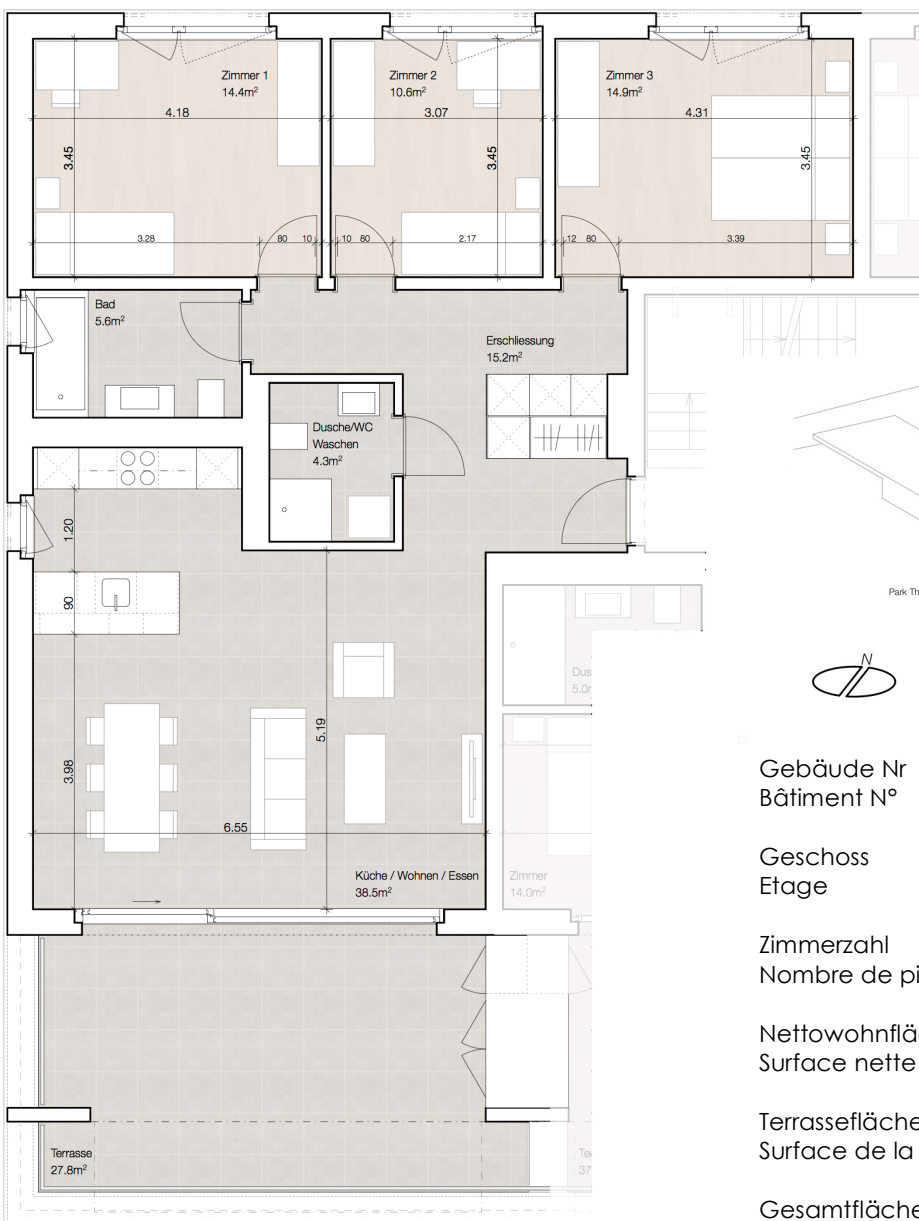 Zimmer 1
14.4m²
4.18
3.45
3.28
80
10
Zimmer 2
10.6m²
3.07
3.45
10
80
2.17
Zimmer 3
14.9m²
4.31
3.45
12
80
3.39
Bad
5.6m²
Erschliessung
15.2m²
Dusche/WC
Waschen
4.3m²
1.20
90
3.98
5.19
6.55
Küche / Wohnen / Essen
38.5m²
Zimmer
14.0m²
Terrasse
27.8m²
37
Park Th
N
Gebäude Nr
Bâtiment N°
Geschoss
Etage
Zimmerzahl
Nombre de pi
Nettowohnflä
Surface nette
Terrassefläche
Surface de la
Gesamtfläche